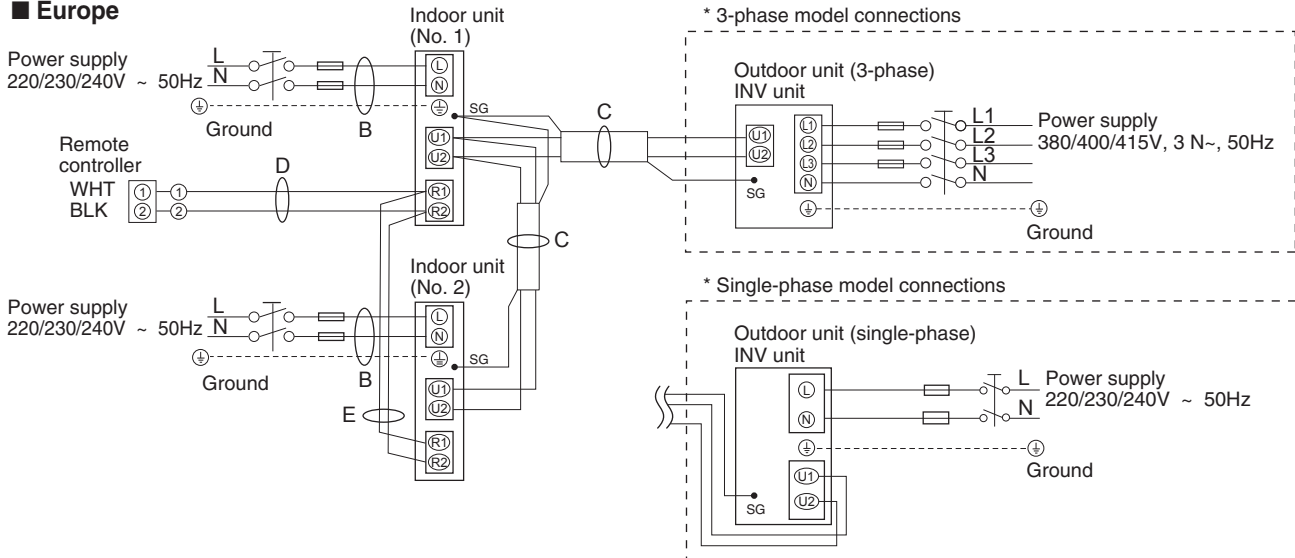 ■ Europe
Indoor unit
(No. 1)
Power supply
220/230/240V ~ 50Hz
L
N
Ground
B
L
N
SG
U1
U2
R1
R2
Remote
controller
WHT
BLK
1
2
1
2
D
C
C
Indoor unit
(No. 2)
Power supply
220/230/240V ~ 50Hz
L
N
Ground
B
E
L
N
SG
U1
U2
R1
R2
* 3-phase model connections
Outdoor unit (3-phase)
INV unit
U1
U2
SG
L1
L2
L3
N
L1
L2
L3
N
Power supply
380/400/415V, 3 N~, 50Hz
Ground
* Single-phase model connections
Outdoor unit (single-phase)
INV unit
L
N
L
N
Power supply
220/230/240V ~ 50Hz
Ground
U1
U2
SG